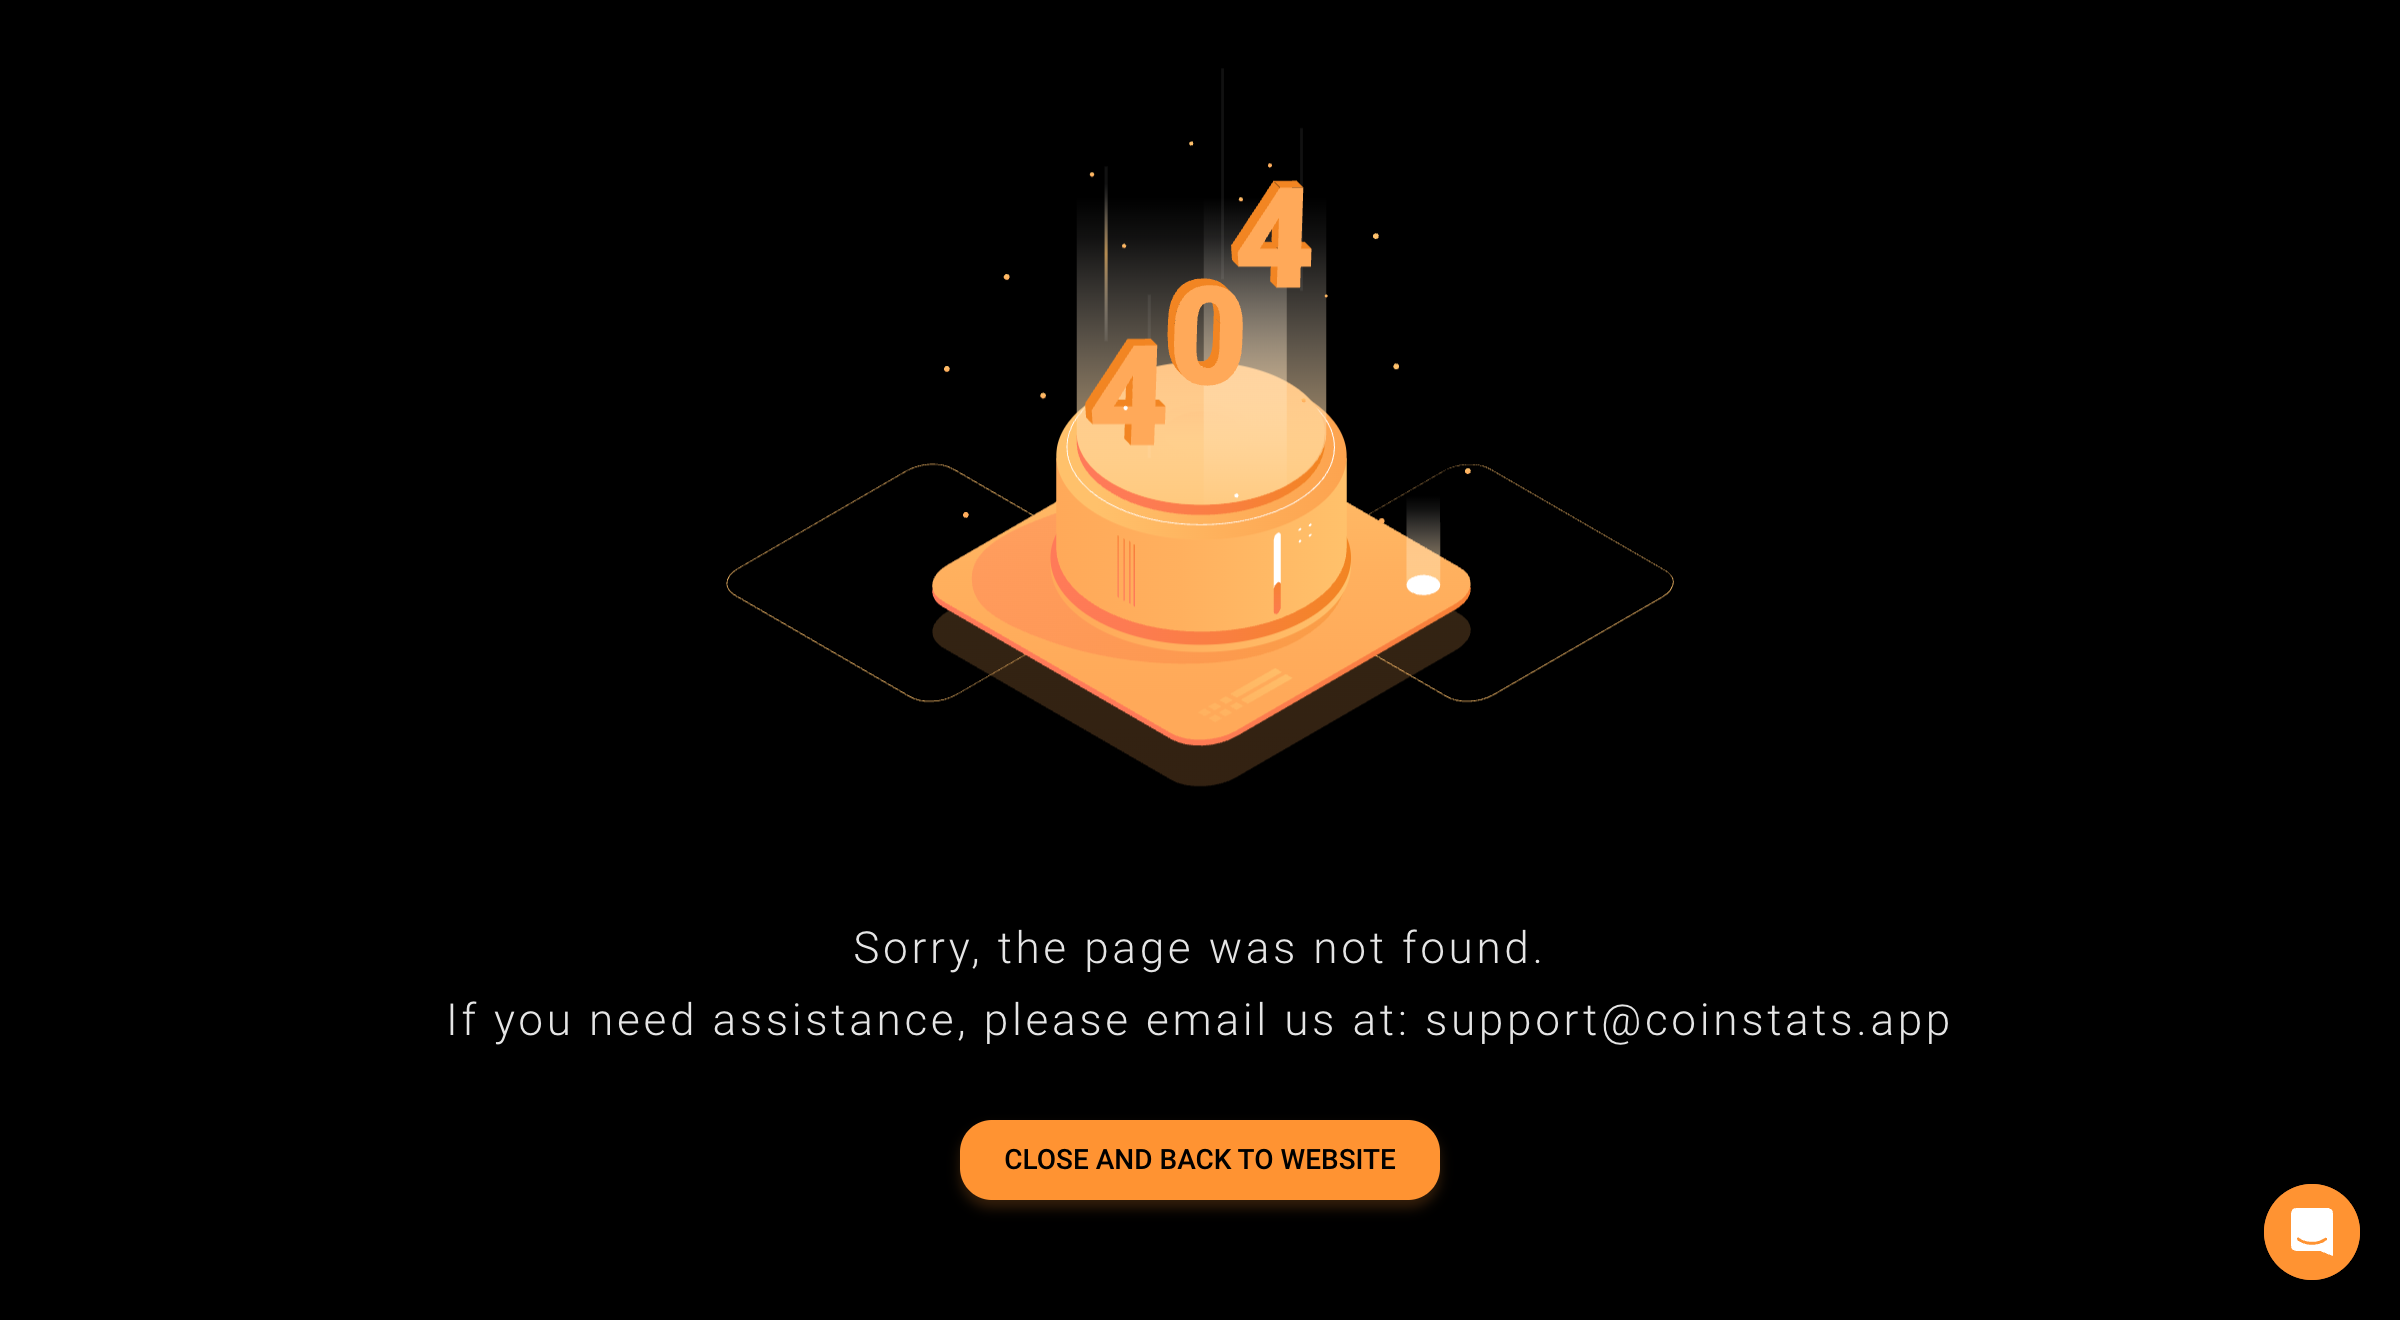 404
Sorry, the page was not found.
If you need assistance, please email us at: support@coinstats.app
CLOSE AND BACK TO WEBSITE